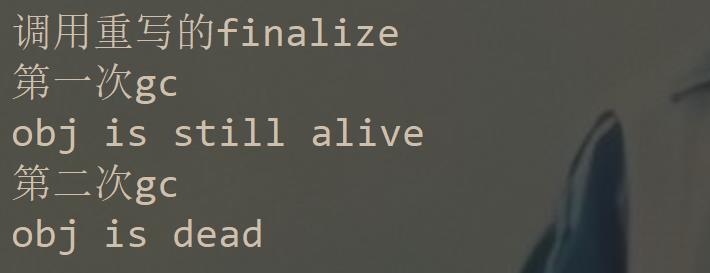 调用重写的finalize
第一次gc
obj is still alive
第二次gc
obj is dead